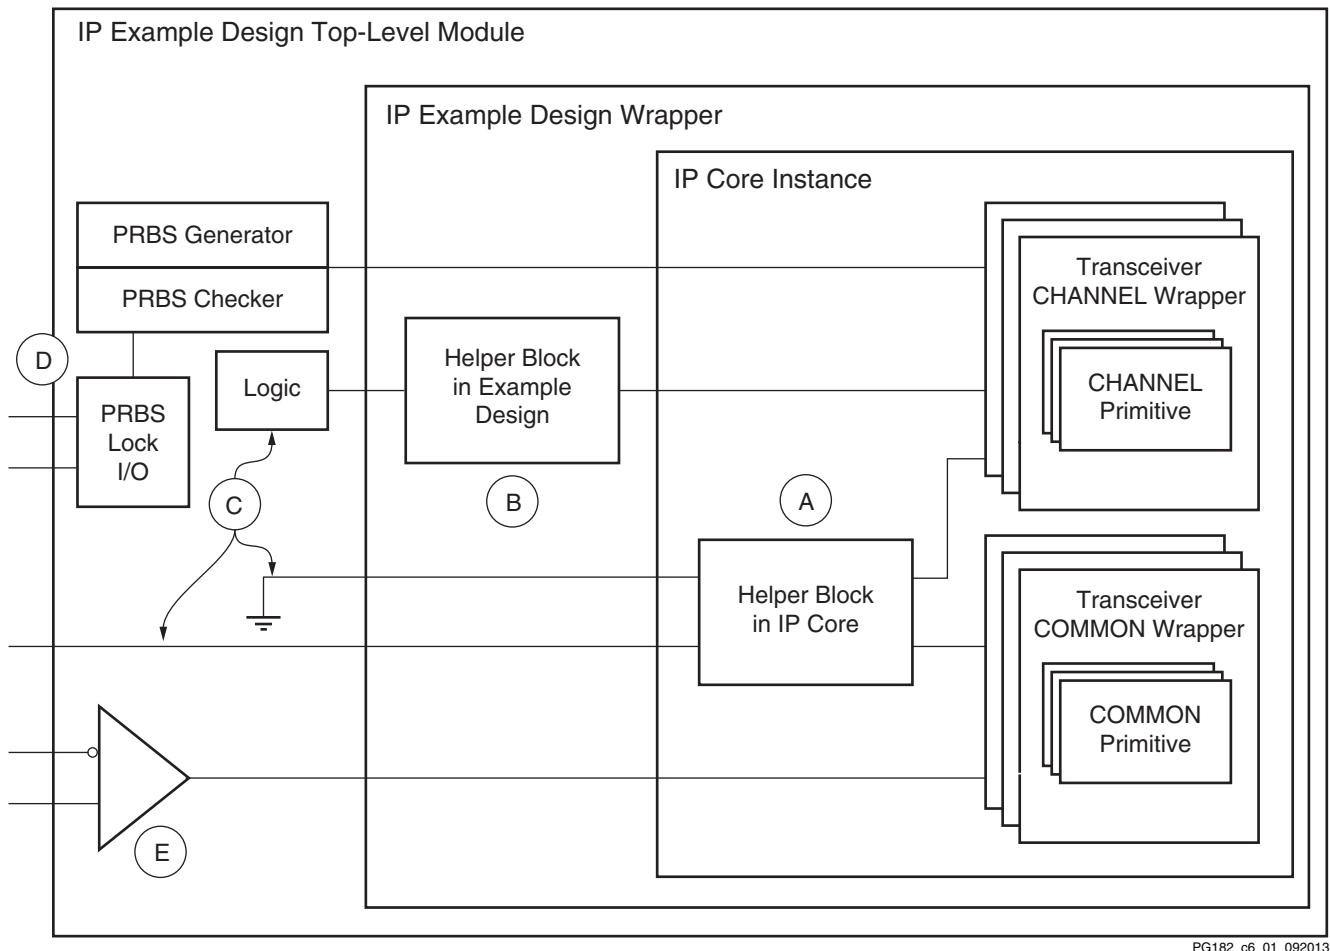 IP Example Design Top-Level Module
IP Example Design Wrapper
IP Core Instance
PRBS Generator
PRBS Checker
Transceiver
CHANNEL Wrapper
CHANNEL
Primitive
D
PRBS
Lock
I/O
Logic
Helper Block
in Example
Design
C
B
A
Helper Block
in IP Core
Transceiver
COMMON Wrapper
COMMON
Primitive
E
PG182_c6_01_092013